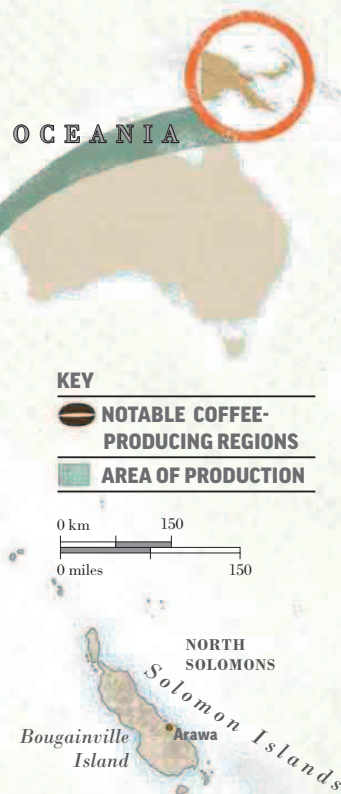 OCEANIA
KEY
NOTABLE COFFEE-
PRODUCING REGIONS
AREA OF PRODUCTION
0 km 150
0 miles 150
NORTH
SOLOMONS
Solomon Islands
Arawa
Bougainville
Island